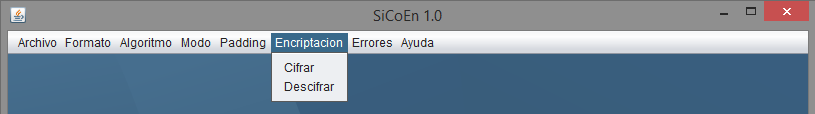 SiCoEn 1.0
Archivo Formato Algoritmo Modo Padding Encriptacion Errores Ayuda
Cifrar
Descifrar